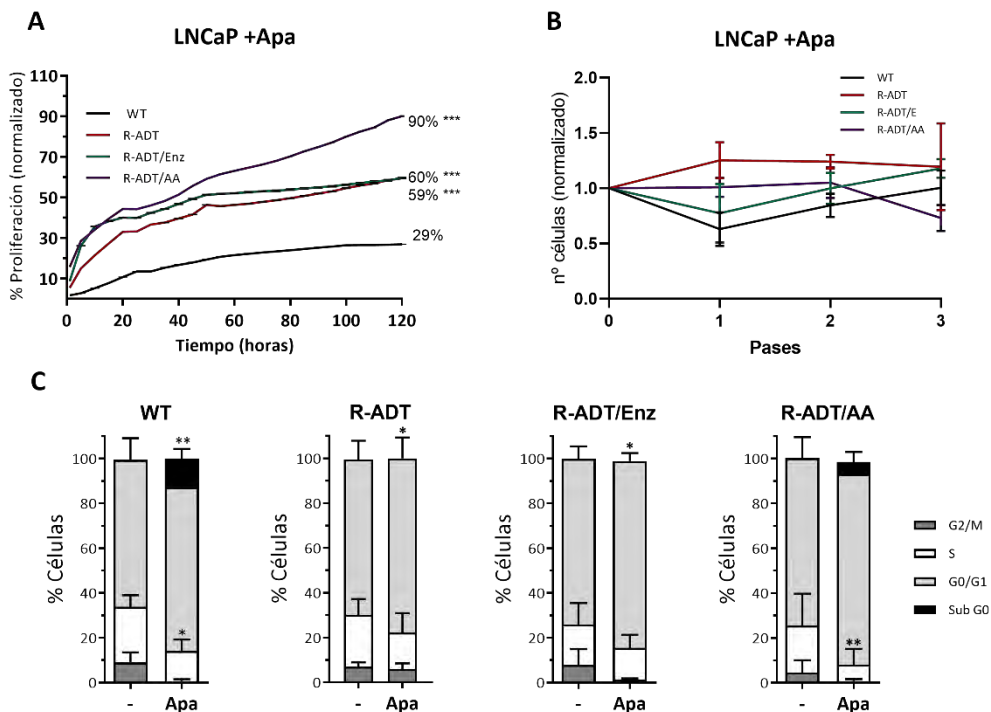 A
LNCaP +Apa
% Proliferación (normalizado)
110
90
70
50
30
10
WT
R-ADT
R-ADT/Enz
R-ADT/AA
90% ***
60% ***
59% ***
29%
0
20
40
60
80
100
120
Tiempo (horas)
B
LNCaP +Apa
nº células (normalizado)
2.0
1.5
1.0
0.5
0.0
WT
R-ADT
R-ADT/E
R-ADT/AA
0
1
2
3
Pases
C
WT
% Células
100
80
60
40
20
0
**
*
-
Apa
R-ADT
% Células
100
80
60
40
20
0
*
-
Apa
R-ADT/Enz
% Células
100
80
60
40
20
0
*
-
Apa
R-ADT/AA
% Células
100
80
60
40
20
0
**
-
Apa
G2/M
S
G0/G1
Sub G0